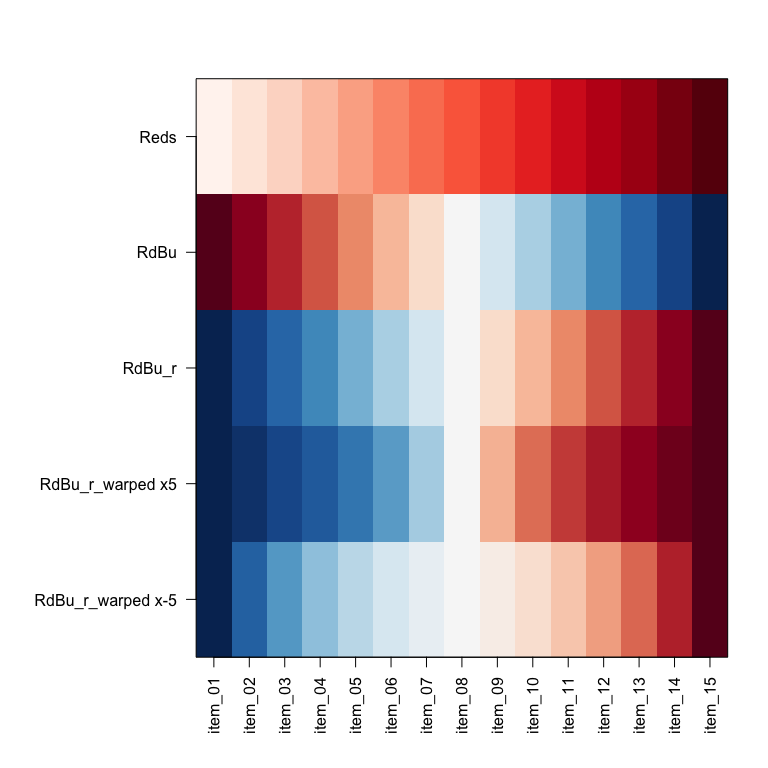 Reds
RdBu
RdBu_r
RdBu_r_warped x5
RdBu_r_warped x-5
item_01
item_02
item_03
item_04
item_05
item_06
item_07
item_08
item_09
item_10
item_11
item_12
item_13
item_14
item_15